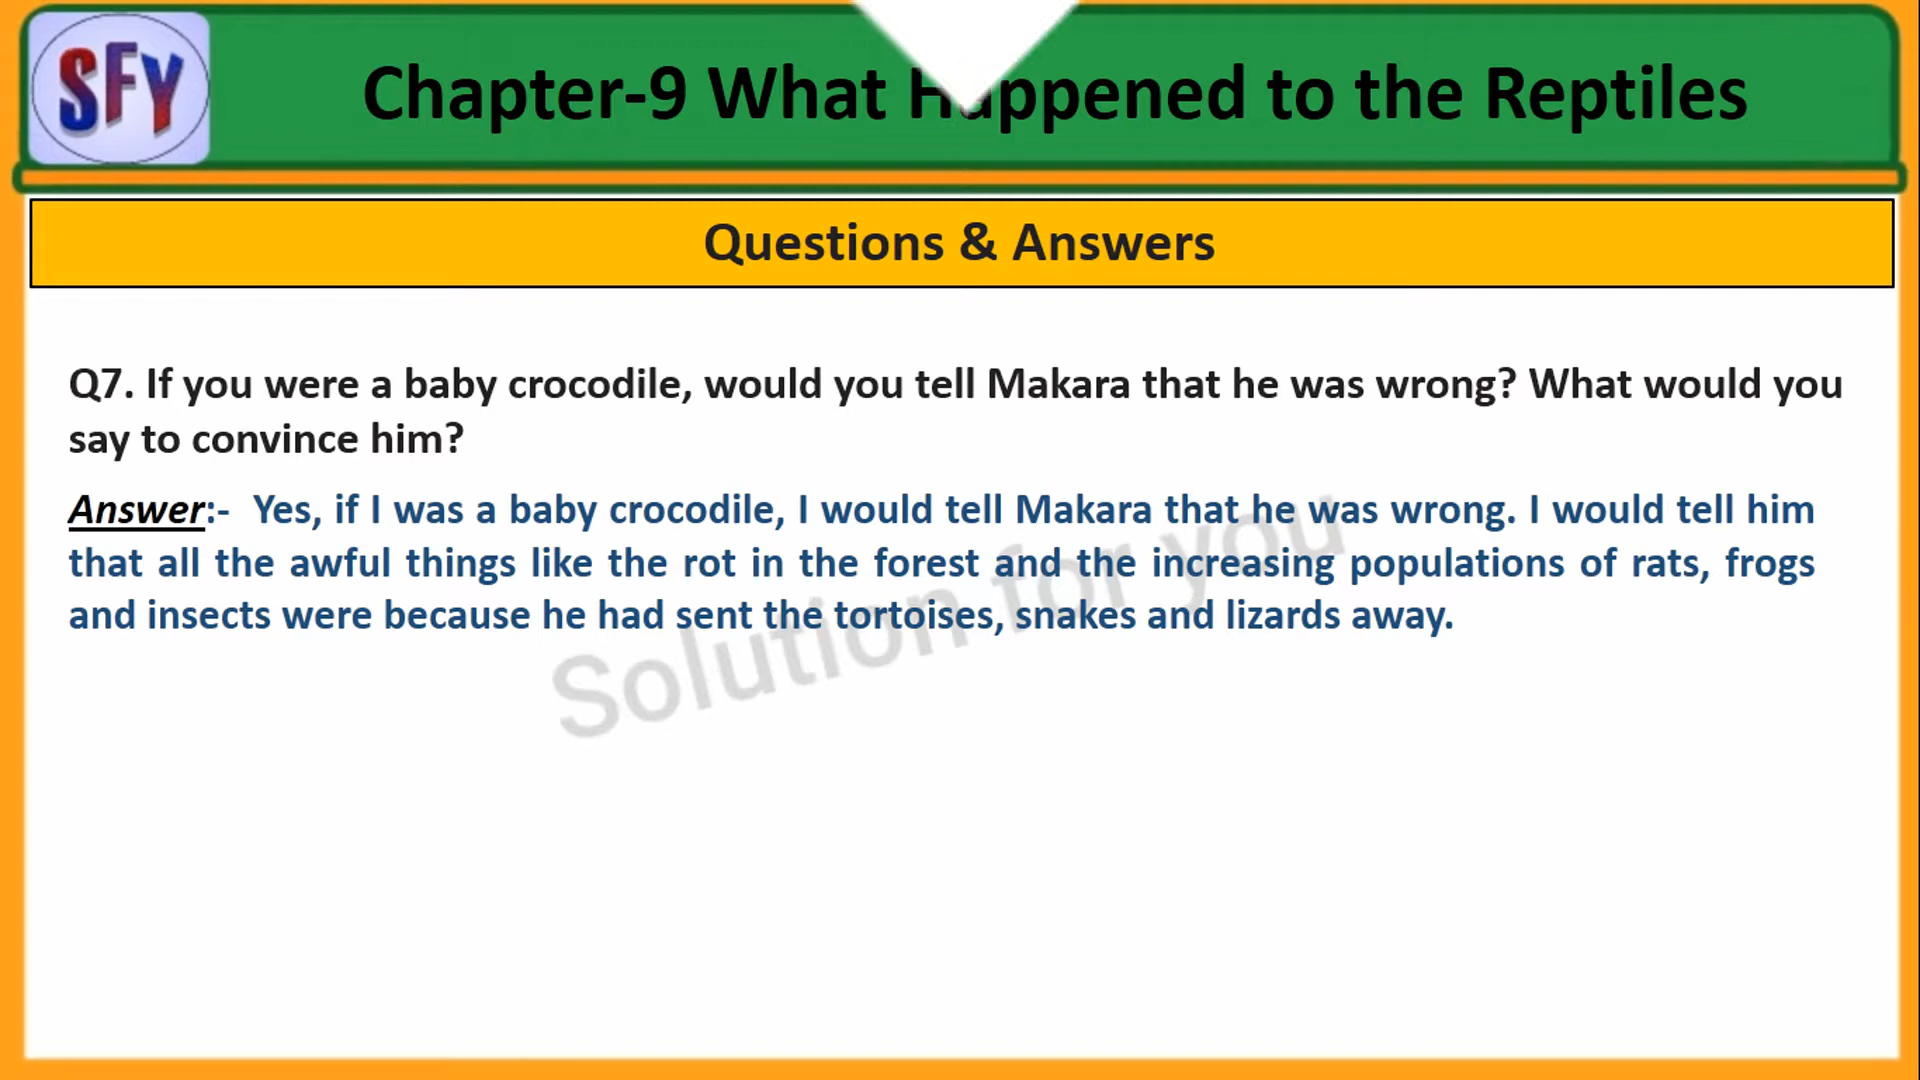 SFY
Chapter-9 What Happened to the Reptiles
Questions & Answers
Q7. If you were a baby crocodile, would you tell Makara that he was wrong? What would you
say to convince him?
Answer:- Yes, if I was a baby crocodile, I would tell Makara that he was wrong. I would tell him
that all the awful things like the rot in the forest and the increasing populations of rats, frogs
and insects were because he had sent the tortoises, snakes and lizards away.
Solution for you